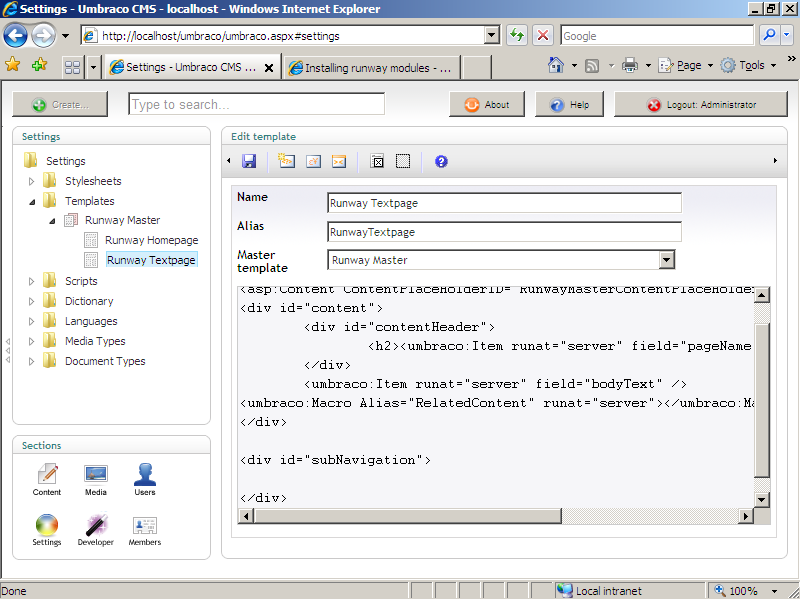 Settings - Umbraco CMS - localhost - Windows Internet Explorer
http://localhost/umbraco/umbraco.aspx#settings
Google
Settings - Umbraco CMS ...
Installing runway modules - ...
Page
Tools
Create...
Type to search...
About
Help
Logout: Administrator
Settings
Settings
Stylesheets
Templates
Runway Master
Runway Homepage
Runway Textpage
Scripts
Dictionary
Languages
Media Types
Document Types
Sections
Content Media Users
Settings Developer Members
Edit template
Name Runway Textpage
Alias RunwayTextpage
Master template Runway Master
<asp:Content ContentPlaceHolderID="RunwayMasterContentPlaceHolder
<div id="content">
<div id="contentHeader">
<h2><umbraco:Item runat="server" field="pageName
</div>
<umbraco:Item runat="server" field="bodyText" />
<umbraco:Macro Alias="RelatedContent" runat="server"></umbraco:Ma
</div>
<div id="subNavigation">
</div>
Done
Local intranet
100%